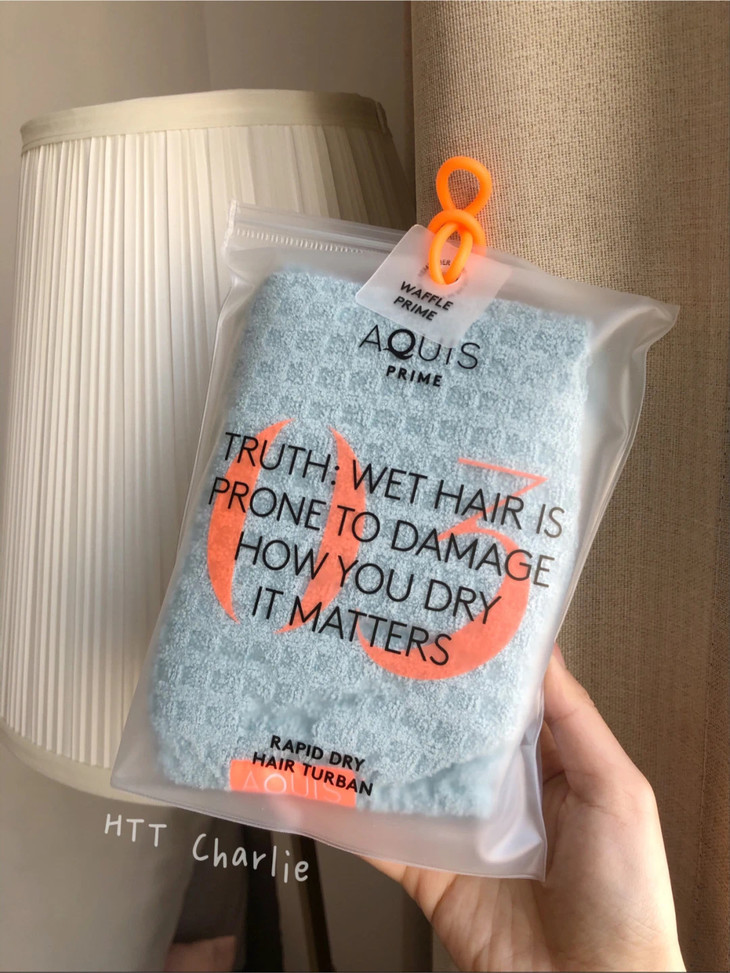 WAFFLE
PRIME
AQUIS
PRIME
03
TRUTH: WET HAIR IS
PRONE TO DAMAGE
HOW YOU DRY
IT MATTERS
RAPID DRY
HAIR TURBAN
AQUIS
HTT Charlie